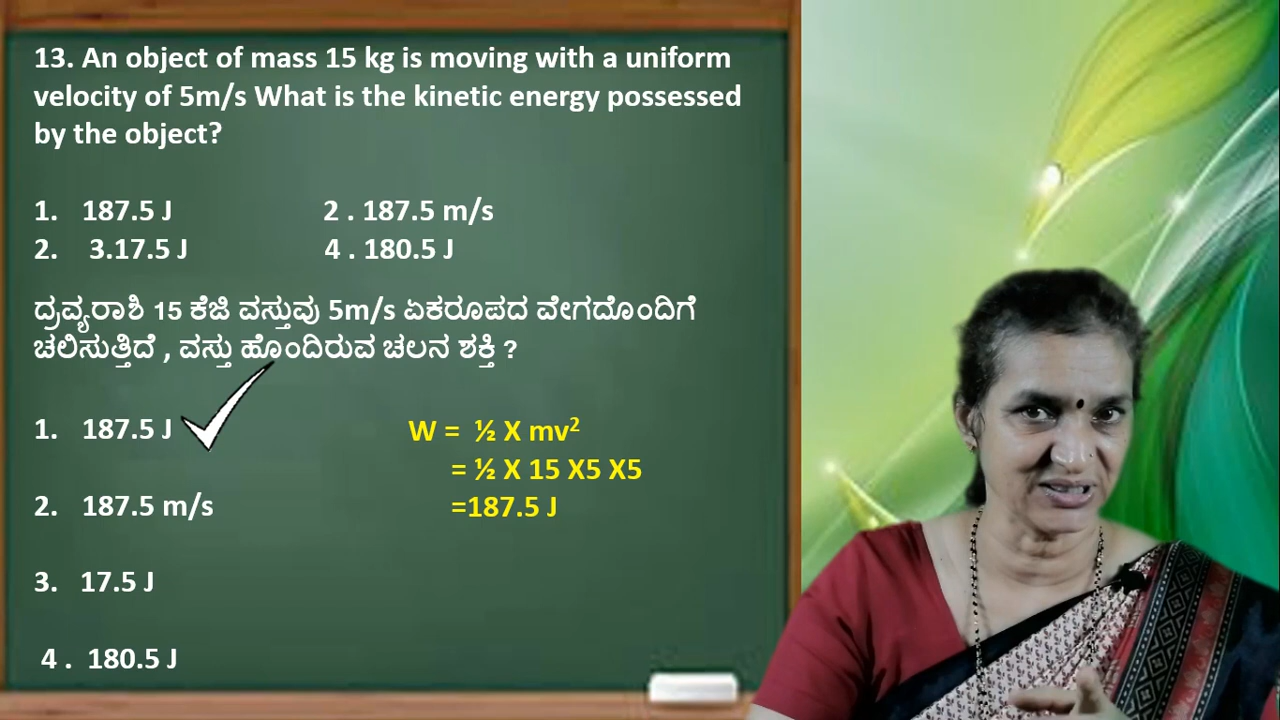 13. An object of mass 15 kg is moving with a uniform
velocity of 5m/s What is the kinetic energy possessed
by the object?
1. 187.5 J 2 . 187.5 m/s
2. 3.17.5 J 4 . 180.5 J
ದ್ರವ್ಯರಾಶಿ 15 ಕೆಜಿ ವಸ್ತುವು 5m/s ಏಕರೂಪದ ವೇಗದೊಂದಿಗೆ
ಚಲಿಸುತ್ತಿದೆ , ವಸ್ತು ಹೊಂದಿರುವ ಚಲನ ಶಕ್ತಿ ?
1. 187.5 J
2. 187.5 m/s
3. 17.5 J
4 . 180.5 J
W = ½ X mv²
= ½ X 15 X5 X5
=187.5 J